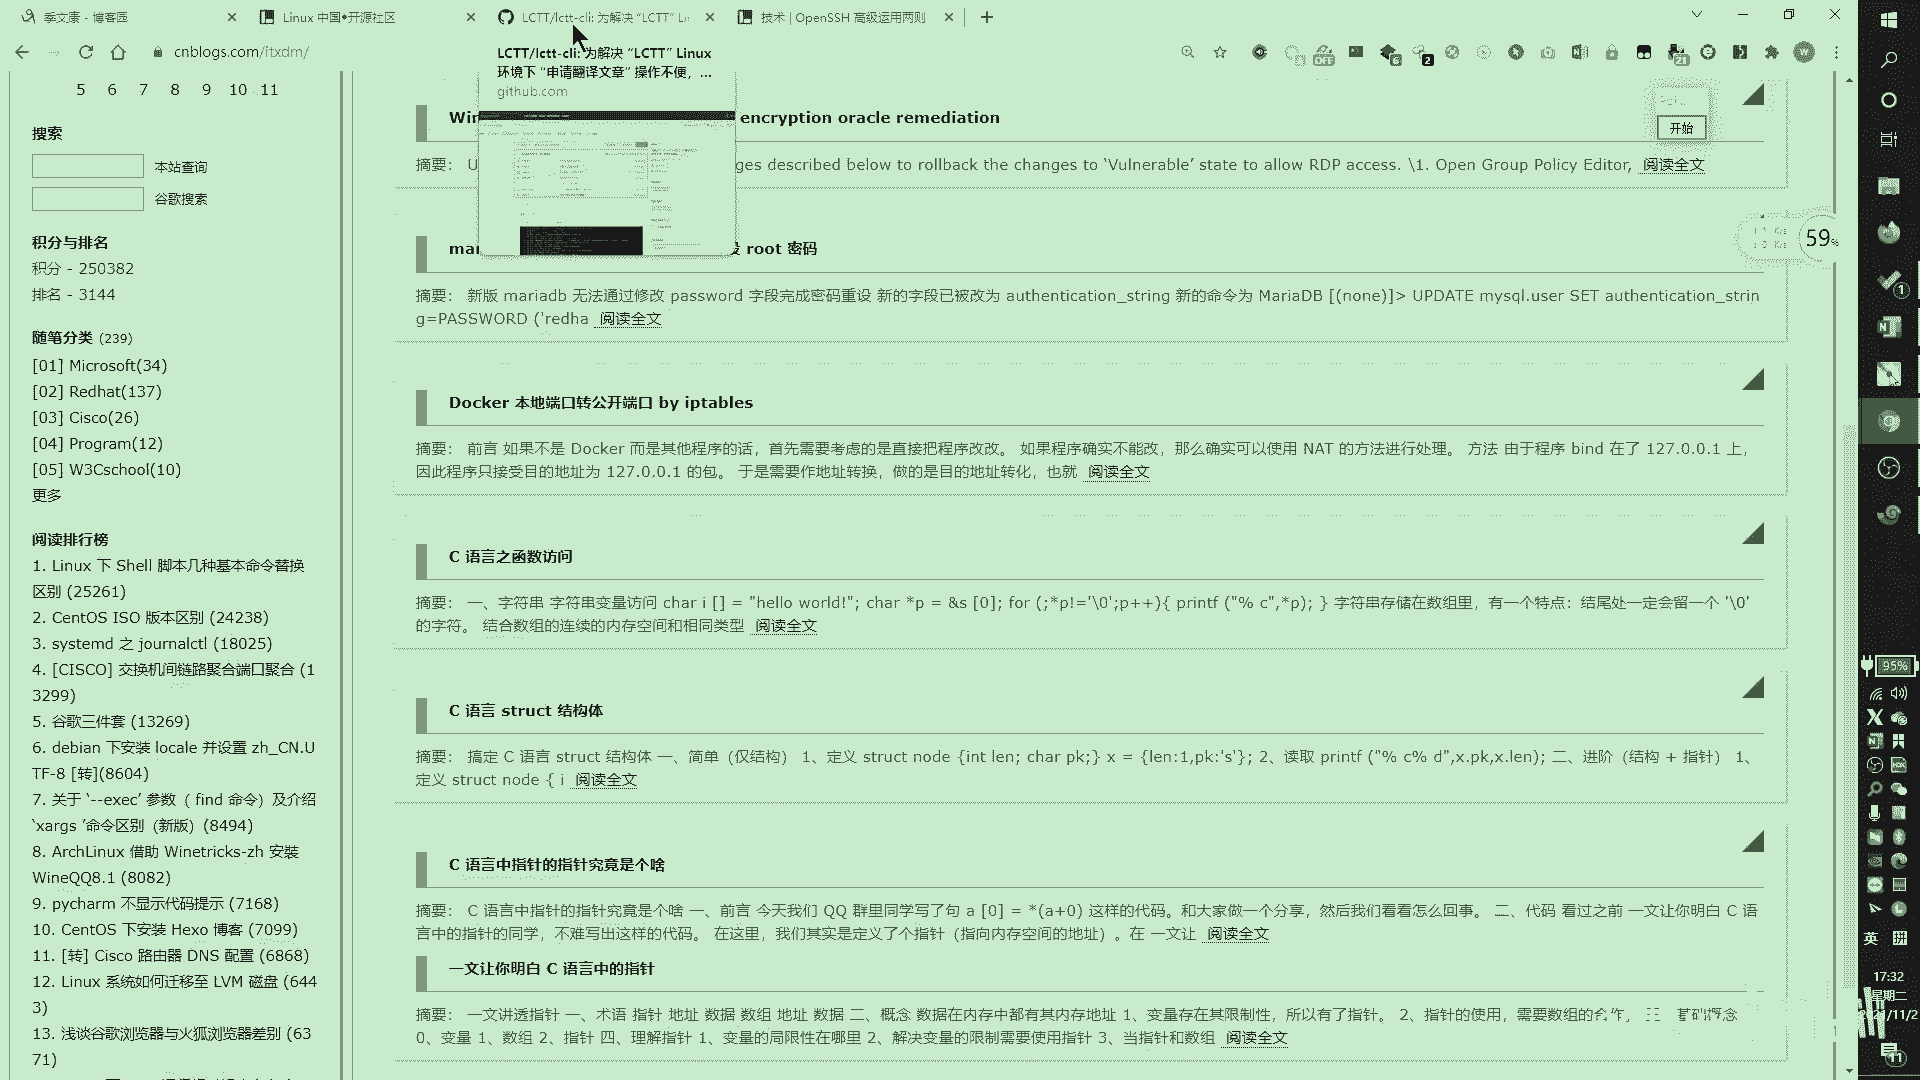 季文康 - 博客园
Linux 中国◆开源社区
LCTT/lctt-cli: 为解决 “LCTT” Li
技术 | OpenSSH 高级运用两则
cnblogs.com/itxdm/
LCTT/lctt-cli: 为解决 “LCTT” Linux
环境下 “申请翻译文章” 操作不便，...
github.com
5 6 7 8 9 10 11
搜索
本站查询
谷歌搜索
积分与排名
积分 - 250382
排名 - 3144
随笔分类 (239)
[01] Microsoft(34)
[02] Redhat(137)
[03] Cisco(26)
[04] Program(12)
[05] W3Cschool(10)
更多
阅读排行榜
1. Linux 下 Shell 脚本几种基本命令替换
区别 (25261)
2. CentOS ISO 版本区别 (24238)
3. systemd 之 journalctl (18025)
4. [CISCO] 交换机间链路聚合端口聚合 (1
3299)
5. 谷歌三件套 (13269)
6. debian 下安装 locale 并设置 zh_CN.U
TF-8 [转](8604)
7. 关于 ‘--exec’ 参数（ find 命令）及介绍
‘xargs ’命令区别（新版）(8494)
8. ArchLinux 借助 Winetricks-zh 安装
WineQQ8.1 (8082)
9. pycharm 不显示代码提示 (7168)
10. CentOS 下安装 Hexo 博客 (7099)
11. [转] Cisco 路由器 DNS 配置 (6868)
12. Linux 系统如何迁移至 LVM 磁盘 (644
3)
13. 浅谈谷歌浏览器与火狐浏览器差别 (63
71)
Win encryption oracle remediation
开始
摘要： U ges described below to rollback the changes to ‘Vulnerable’ state to allow RDP access. \1. Open Group Policy Editor, 阅读全文
mar root 密码
摘要： 新版 mariadb 无法通过修改 password 字段完成密码重设 新的字段已被改为 authentication_string 新的命令为 MariaDB [(none)]> UPDATE mysql.user SET authentication_strin
g=PASSWORD ('redha 阅读全文
Docker 本地端口转公开端口 by iptables
摘要： 前言 如果不是 Docker 而是其他程序的话，首先需要考虑的是直接把程序改改。 如果程序确实不能改，那么确实可以使用 NAT 的方法进行处理。 方法 由于程序 bind 在了 127.0.0.1 上，
因此程序只接受目的地址为 127.0.0.1 的包。 于是需要作地址转换，做的是目的地址转化，也就 阅读全文
C 语言之函数访问
摘要： 一、字符串 字符串变量访问 char i [] = "hello world!"; char *p = &s [0]; for (;*p!='\0';p++){ printf ("% c",*p); } 字符串存储在数组里，有一个特点：结尾处一定会留一个 '\0'
的字符。 结合数组的连续的内存空间和相同类型 阅读全文
C 语言 struct 结构体
摘要： 搞定 C 语言 struct 结构体 一、简单（仅结构） 1、定义 struct node {int len; char pk;} x = {len:1,pk:'s'}; 2、读取 printf ("% c% d",x.pk,x.len); 二、进阶（结构 + 指针） 1、
定义 struct node { i 阅读全文
C 语言中指针的指针究竟是个啥
摘要： C 语言中指针的指针究竟是个啥 一、前言 今天我们 QQ 群里同学写了句 a [0] = *(a+0) 这样的代码。和大家做一个分享，然后我们看看怎么回事。 二、代码 看过之前 一文让你明白 C 语
言中的指针的同学，不难写出这样的代码。 在这里，我们其实是定义了个指针（指向内存空间的地址）。在 一文让 阅读全文
一文让你明白 C 语言中的指针
摘要： 一文讲透指针 一、术语 指针 地址 数据 数组 地址 数据 二、概念 数据在内存中都有其内存地址 1、变量存在其限制性，所以有了指针。 2、指针的使用，需要数组的合作， 三、基础概念
0、变量 1、数组 2、指针 四、理解指针 1、变量的局限性在哪里 2、解决变量的限制需要使用指针 3、当指针和数组 阅读全文
59%
95%
英 拼
17:32
星期二